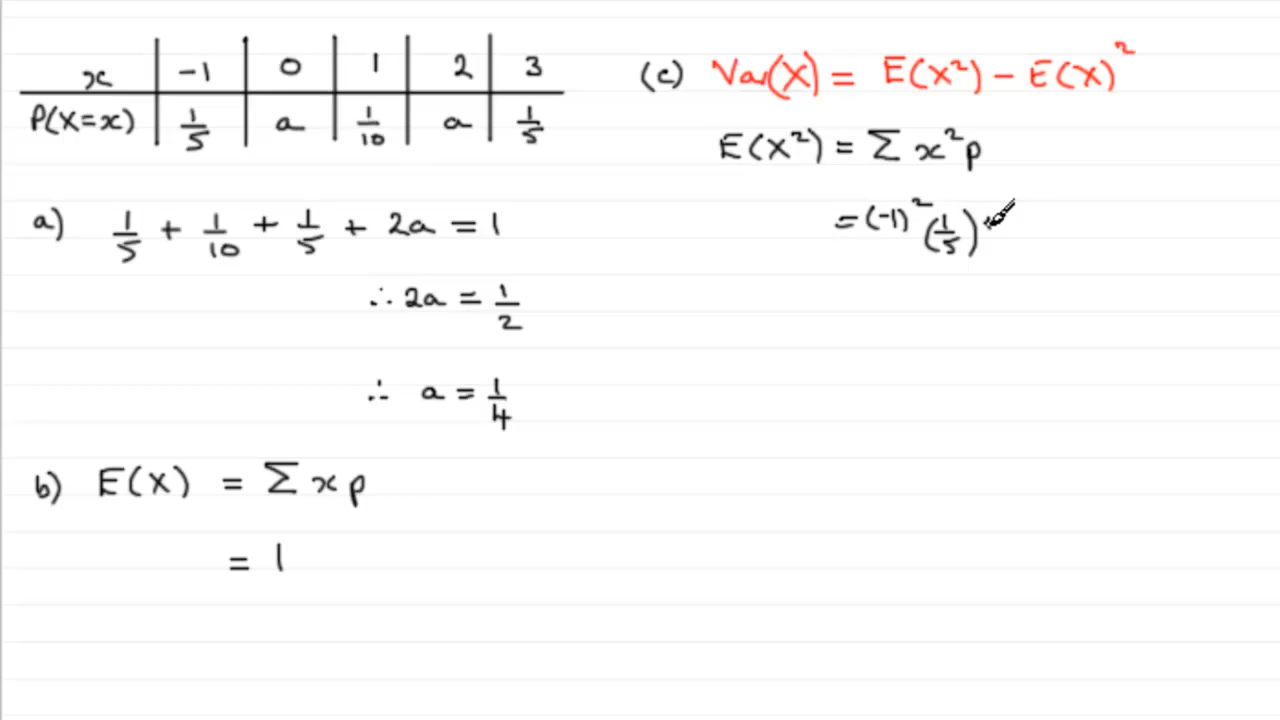 x -1 0 1 2 3
P(X=x) 1/5 a 1/10 a 1/5
a) 1/5 + 1/10 + 1/5 + 2a = 1
∴ 2a = 1/2
∴ a = 1/4
b) E(X) = Σ x p
= 1
(c) Var(X) = E(X²) - E(X)²
E(X²) = Σ x²p
= (-1)² (1/5)